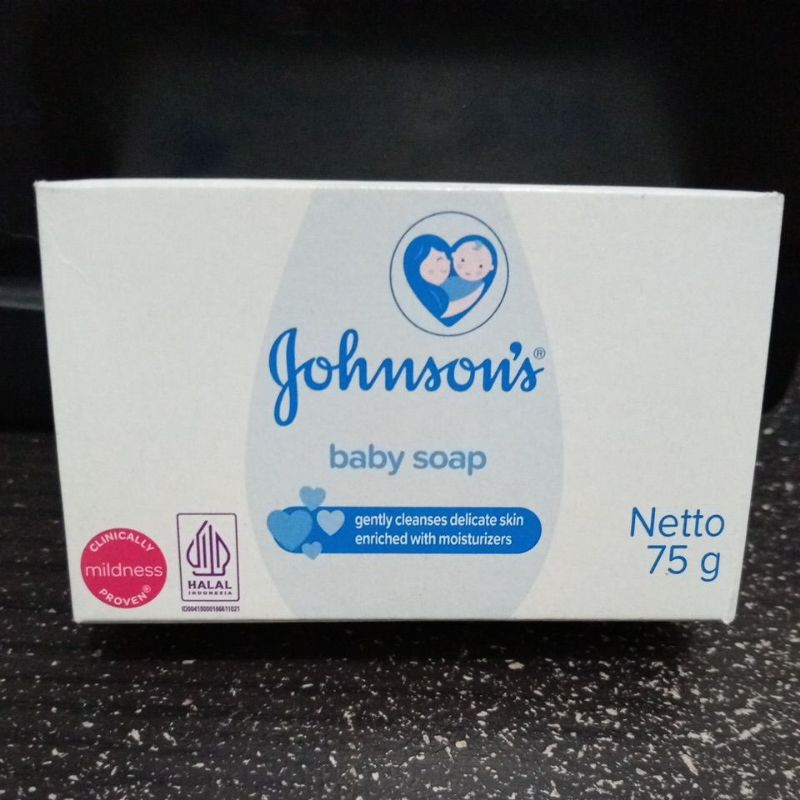 Johnson's®
baby soap
gently cleanses delicate skin
enriched with moisturizers
CLINICALLY
mildness
PROVEN®
HALAL
INDONESIA
Netto
75 g